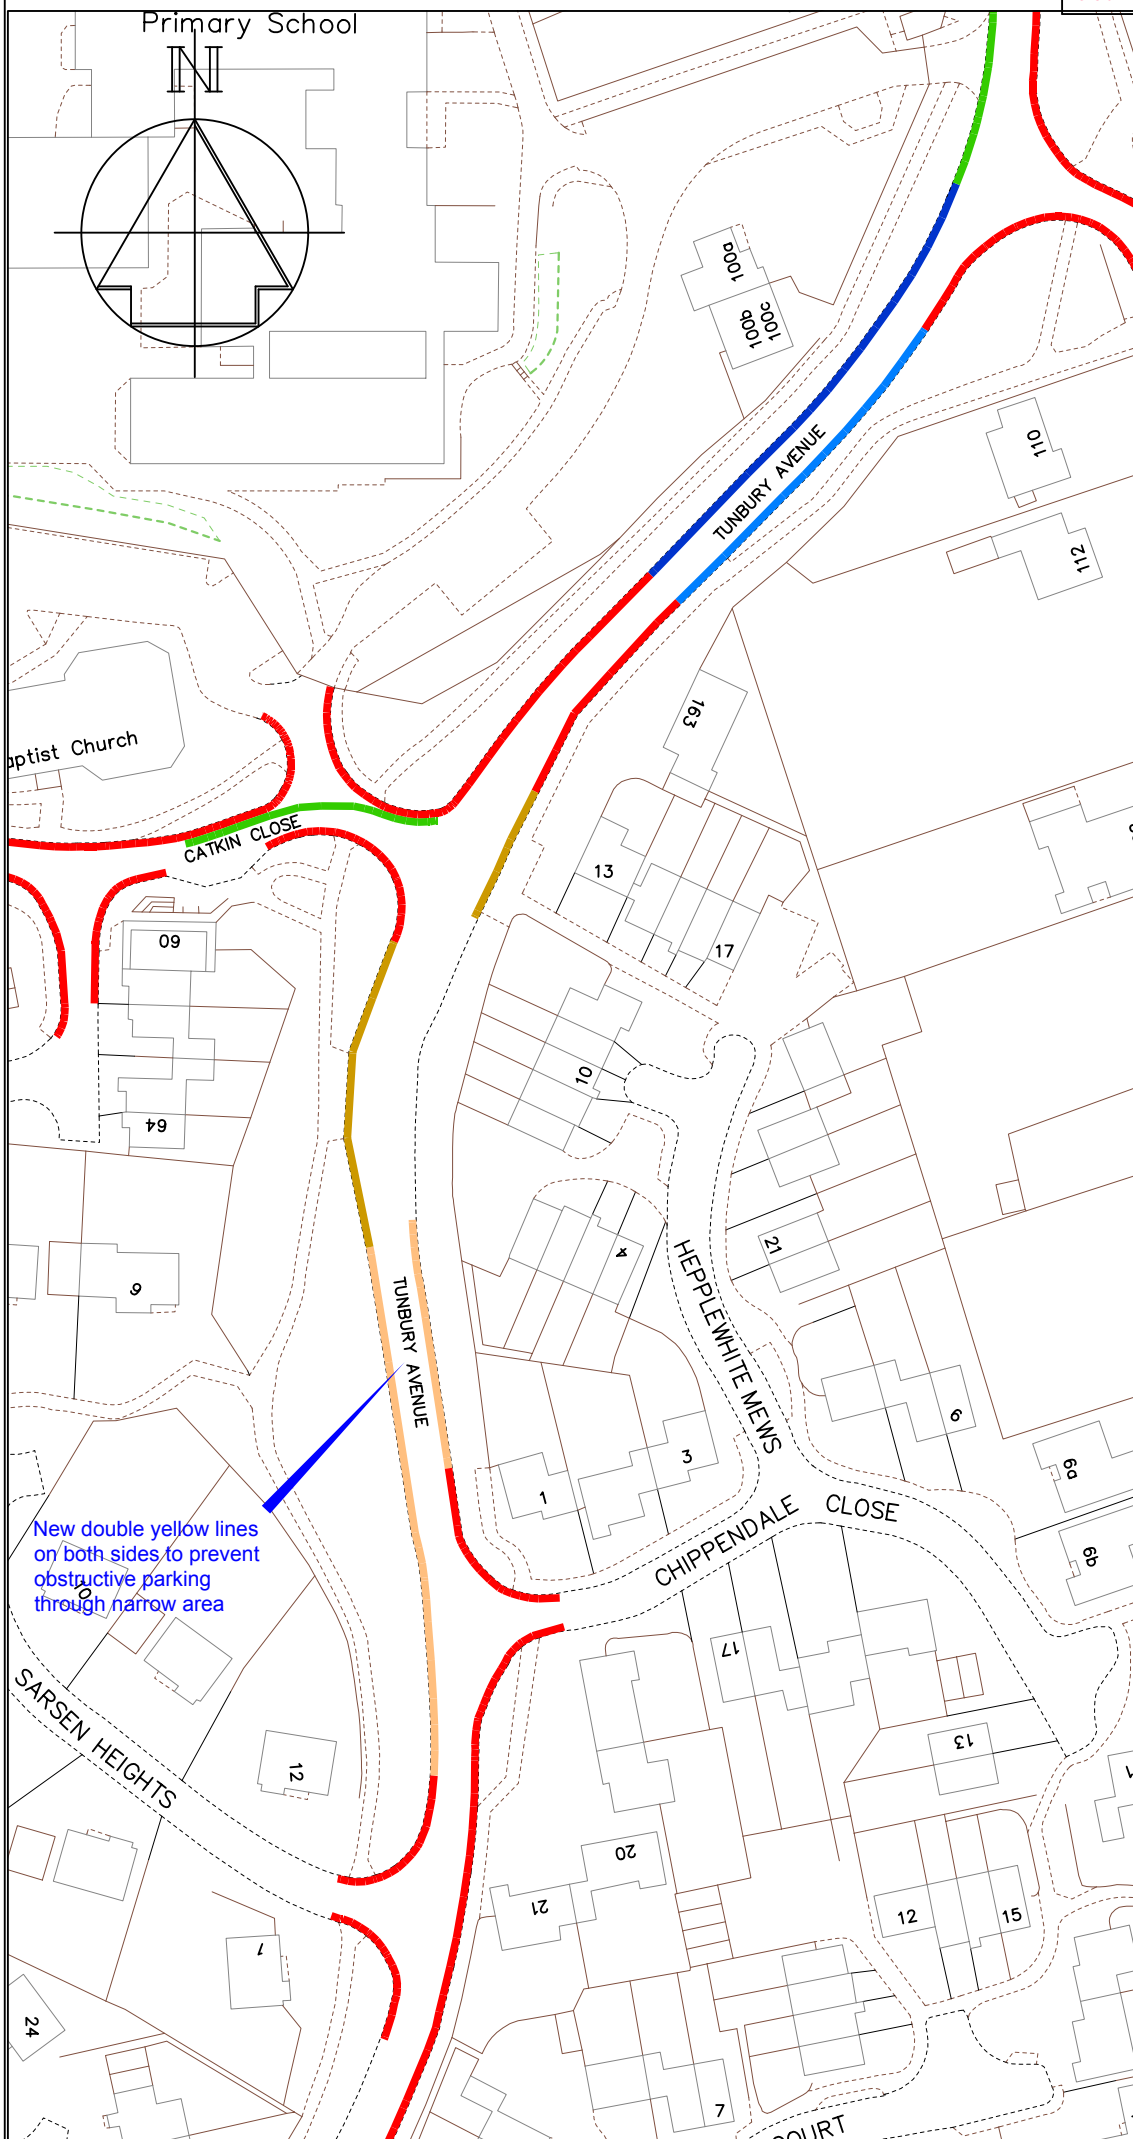 Primary School
N
100a
100b
100c
TUNBURY AVENUE
110
112
163
aptist Church
CATKIN CLOSE
13
17
60
10
64
4
21
9
HEPPLEWHITE MEWS
TUNBURY AVENUE
6
3
1
9a
9b
CHIPPENDALE CLOSE
New double yellow lines
on both sides to prevent
obstructive parking
through narrow area
10
17
SARSEN HEIGHTS
12
13
20
21
12
15
1
24
7
COURT